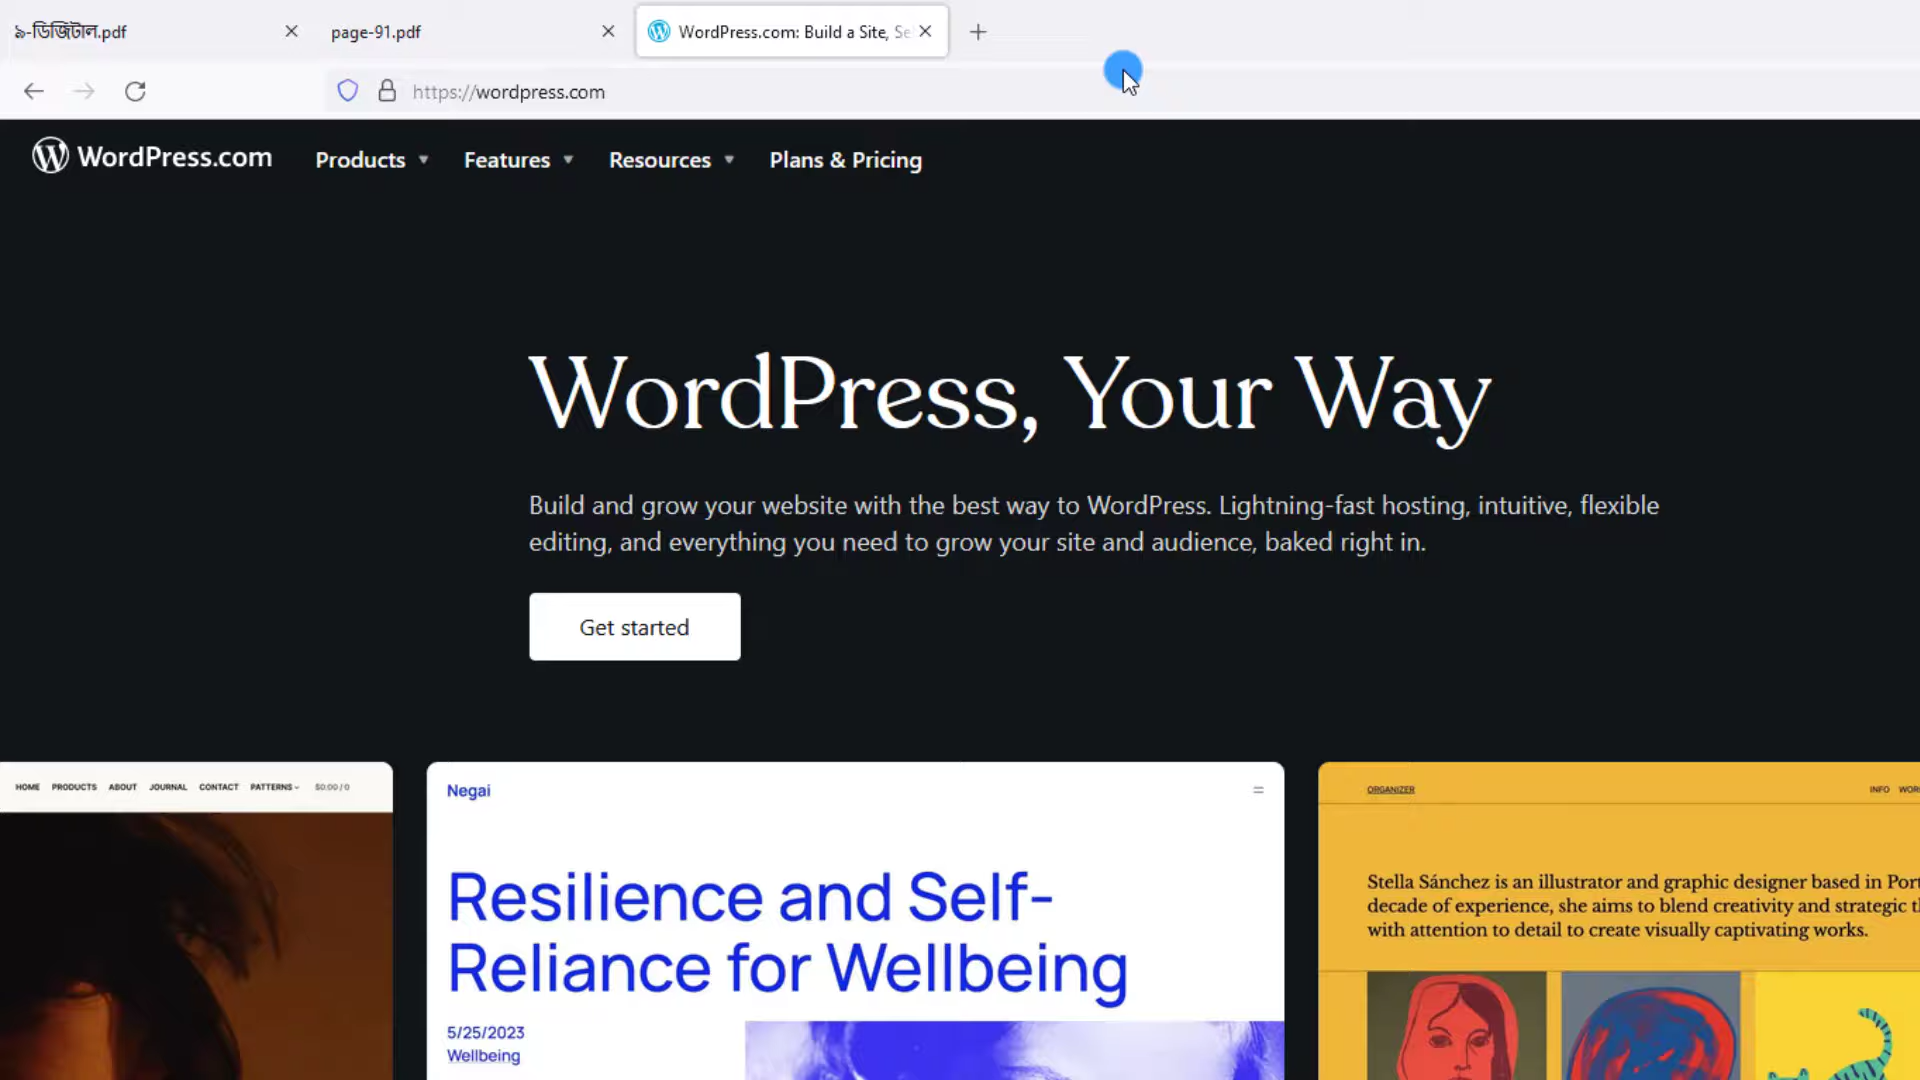 ৯-ডিজিটাল.pdf
page-91.pdf
WordPress.com: Build a Site, Se
https://wordpress.com
WordPress.com
Products
Features
Resources
Plans & Pricing
WordPress, Your Way
Build and grow your website with the best way to WordPress. Lightning-fast hosting, intuitive, flexible
editing, and everything you need to grow your site and audience, baked right in.
Get started
HOME PRODUCTS ABOUT JOURNAL CONTACT PATTERNS $0.00 / 0
Negai
Resilience and Self-
Reliance for Wellbeing
5/25/2023
Wellbeing
ORGANIZER
INFO WOR
Stella Sánchez is an illustrator and graphic designer based in Port
decade of experience, she aims to blend creativity and strategic t
with attention to detail to create visually captivating works.